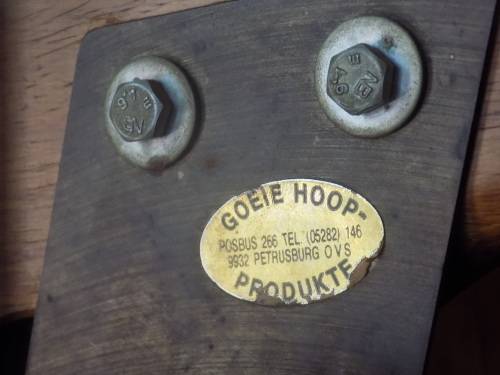 GOEIE HOOP-
POSBUS 266 TEL. (05282) 146
9932 PETRUSBURG O V S
PRODUKTE